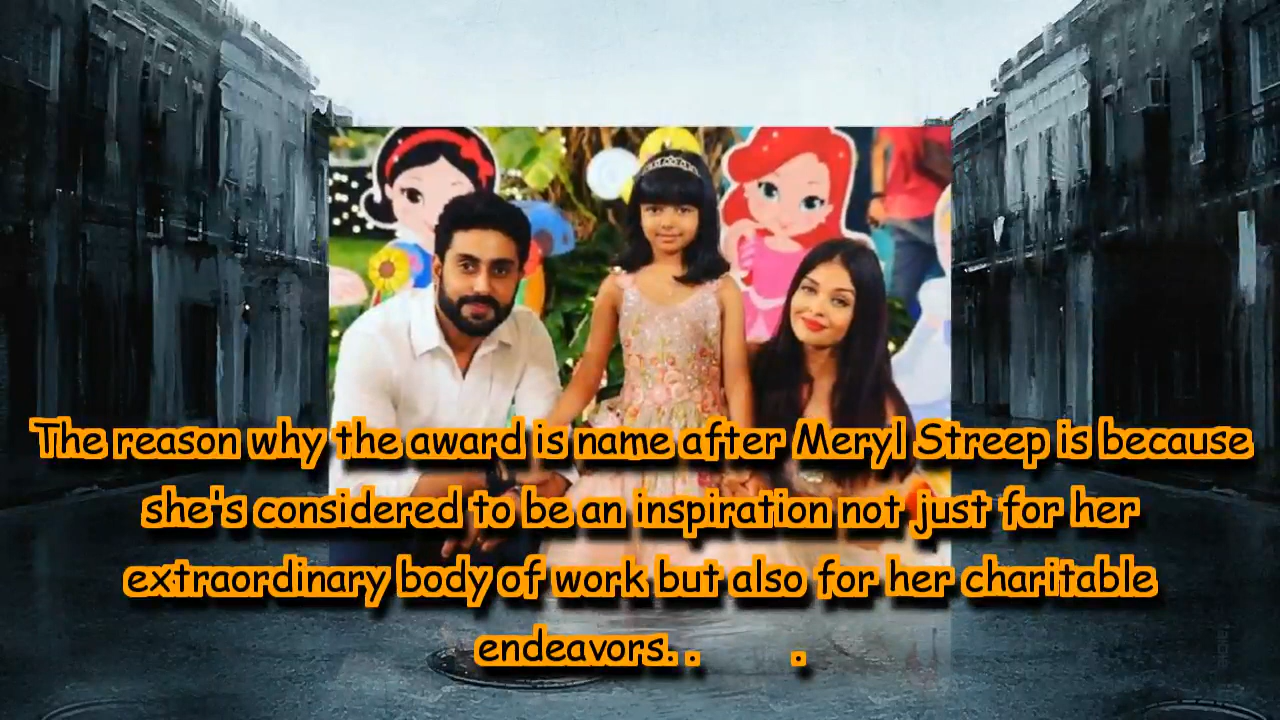 The reason why the award is name after Meryl Streep is because
she's considered to be an inspiration not just for her
extraordinary body of work but also for her charitable
endeavors. . .